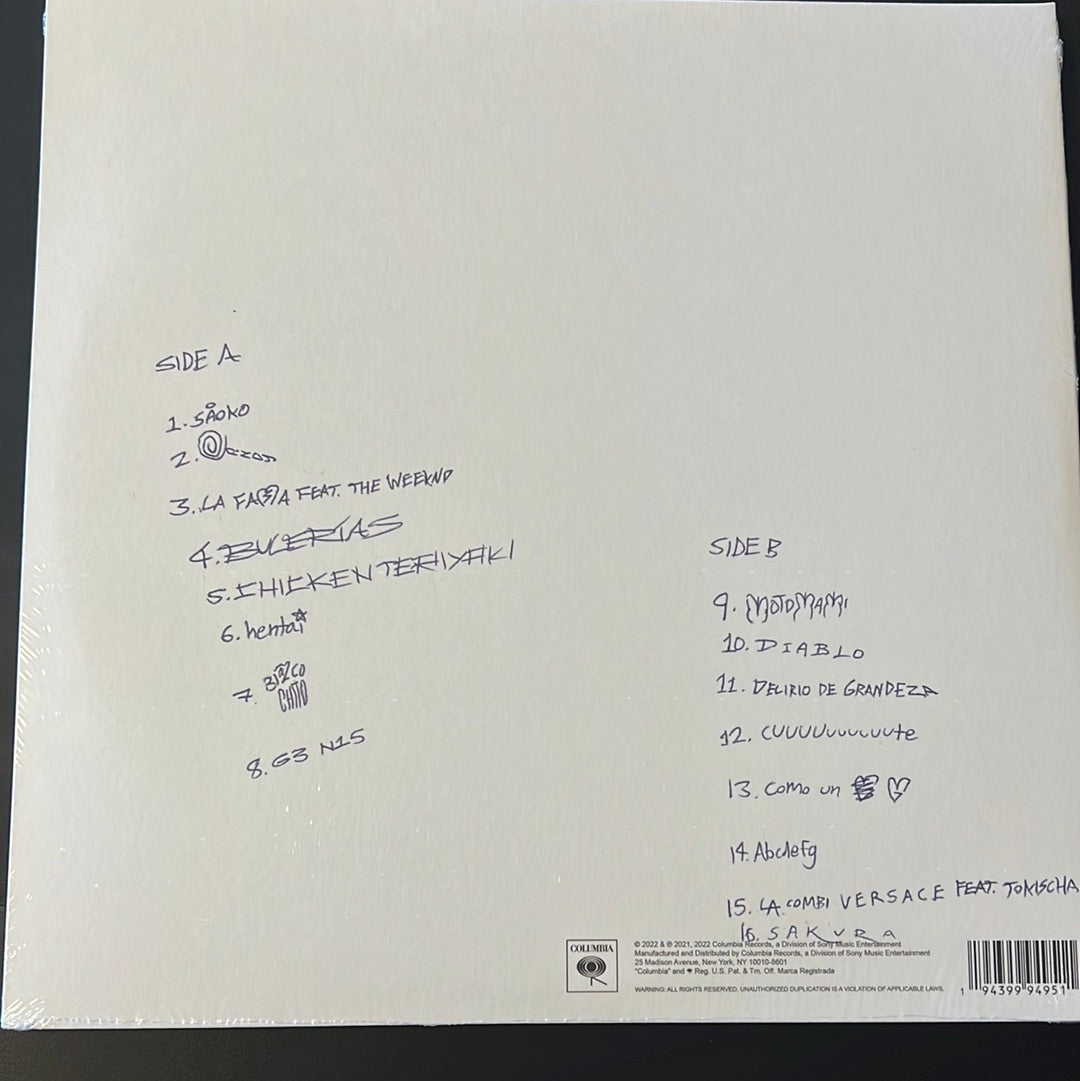 SIDE A
1. SAOKO
2.
3. LA FAMA FEAT. THE WEEKND
4. BULERÍAS
5. CHICKEN TERIYAKI
6. hentai
7. BIZCO
CHITO
8. G3 N15
SIDE B
9. MOTOMAMI
10. DIABLO
11. DELIRIO DE GRANDEZA
12. CUUUUuuuuuute
13. Como un
14. Abcdefg
15. LA COMBI VERSACE FEAT. TOKISCHA
16. SAKURA
COLUMBIA
© 2022 & ℗ 2021, 2022 Columbia Records, a Division of Sony Music Entertainment
Manufactured and Distributed by Columbia Records, a Division of Sony Music Entertainment
25 Madison Avenue, New York, NY 10010-8601
"Columbia" and Reg. U.S. Pat. & Tm. Off. Marca Registrada
WARNING: ALL RIGHTS RESERVED. UNAUTHORIZED DUPLICATION IS A VIOLATION OF APPLICABLE LAWS.
1 94399 94951